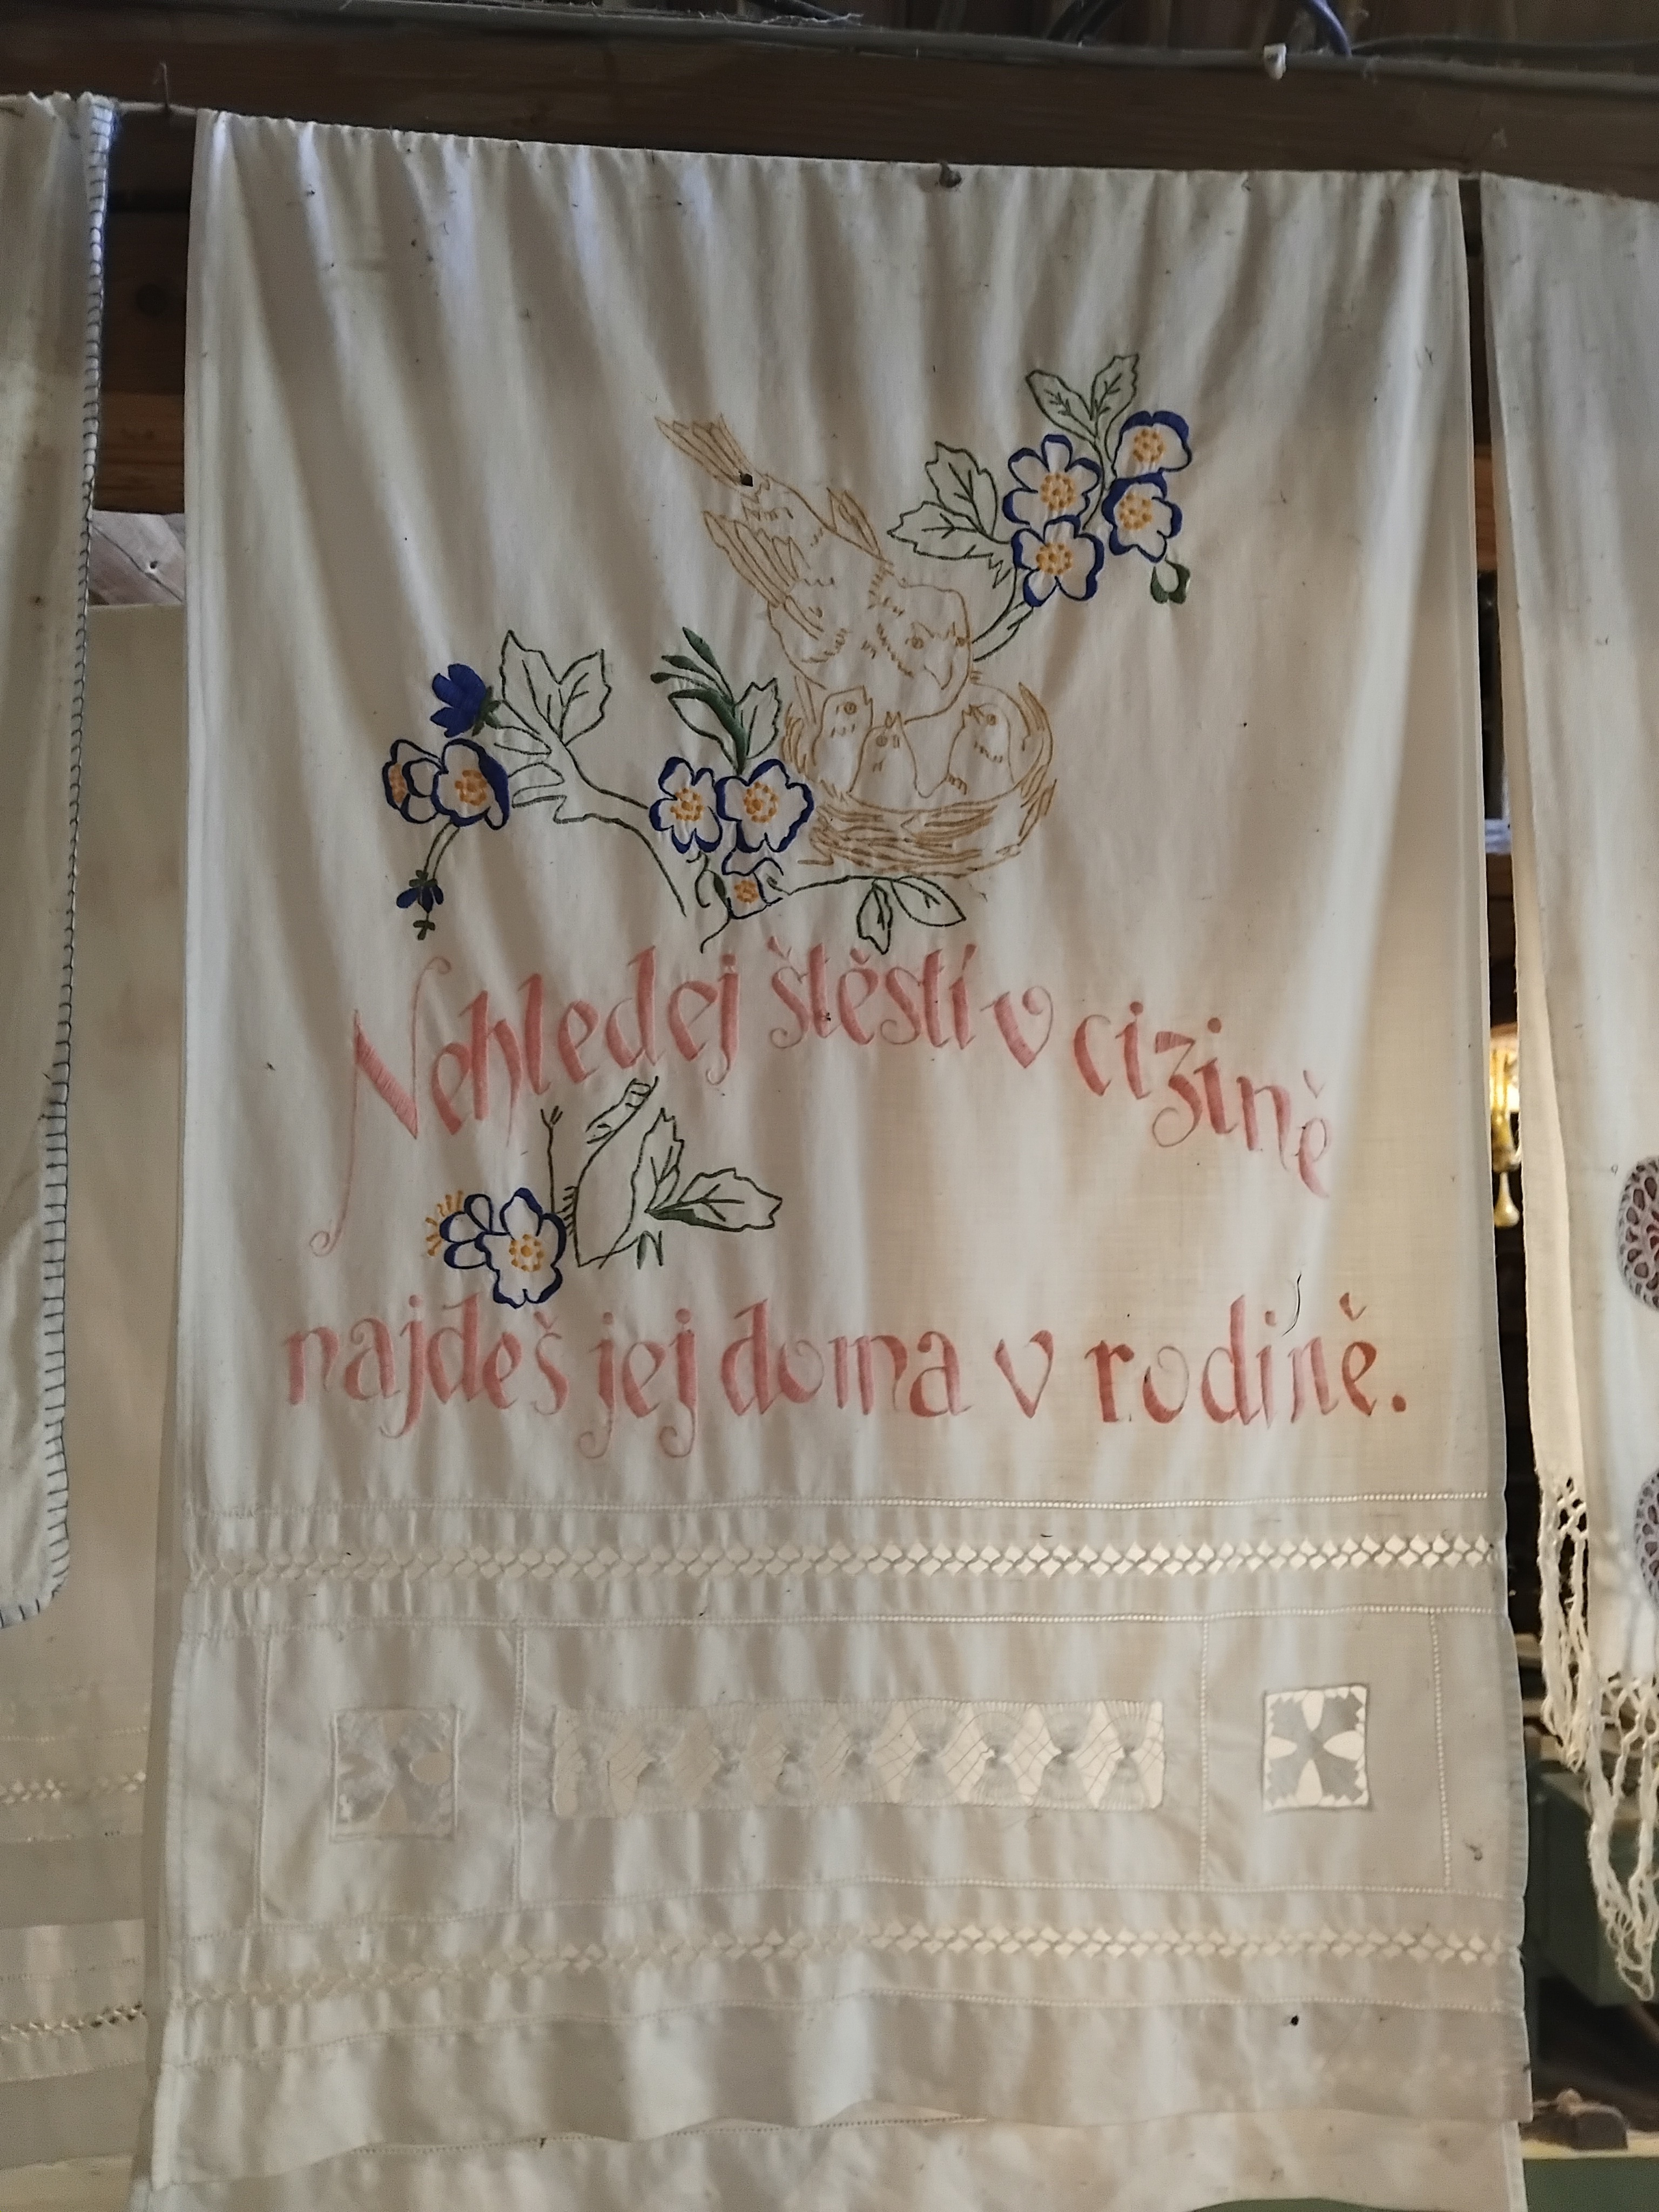 Nehledej štěstí v cizině
najdeš jej doma v rodině.